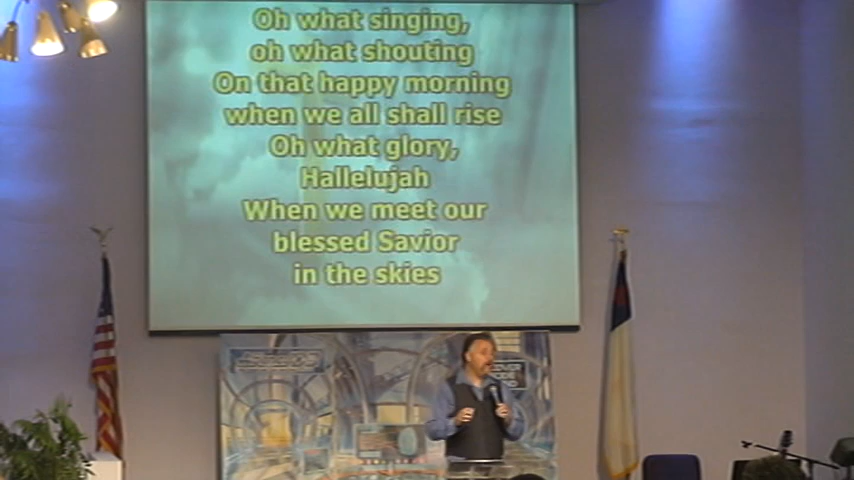 Oh what singing,
oh what shouting
On that happy morning
when we all shall rise
Oh what glory,
Hallelujah
When we meet our
blessed Savior
in the skies